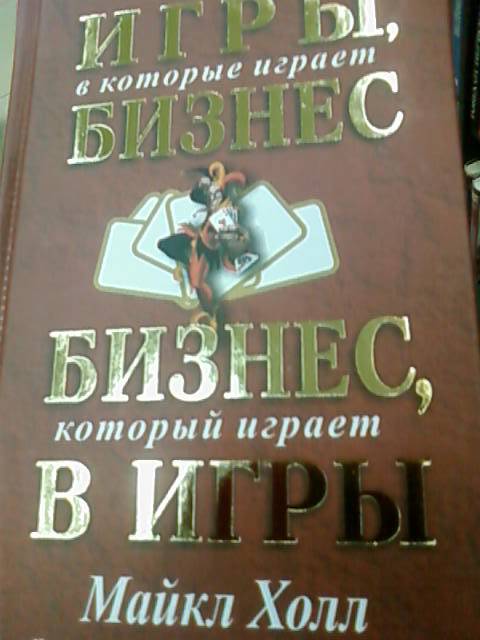 ИГРЫ,
в которые играет
БИЗНЕС
БИЗНЕС,
который играет
В ИГРЫ
Майкл Холл